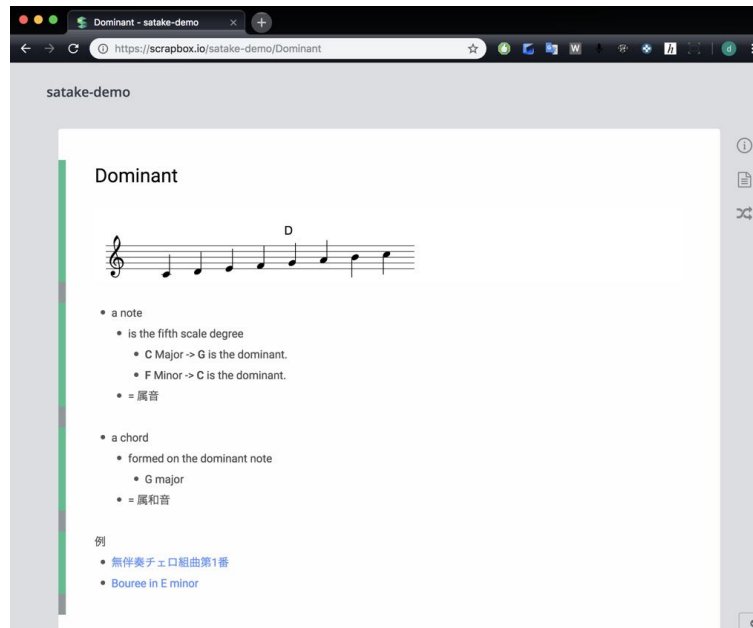 Dominant - satake-demo
https://scrapbox.io/satake-demo/Dominant
satake-demo
Dominant
D
a note
is the fifth scale degree
C Major -> G is the dominant.
F Minor -> C is the dominant.
= 属音
a chord
formed on the dominant note
G major
= 属和音
例
無伴奏チェロ組曲第1番
Bouree in E minor